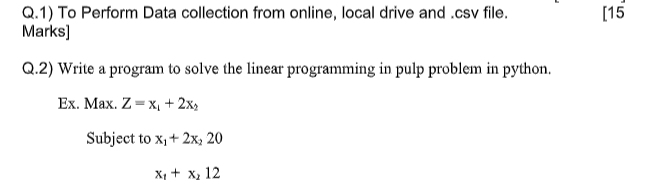 Q.1) To Perform Data collection from online, local drive and .csv file. [15
Marks]
Q.2) Write a program to solve the linear programming in pulp problem in python.
Ex. Max. Z = x₁ + 2x₂
Subject to x₁ + 2x₂ 20
x₁ + x₂ 12